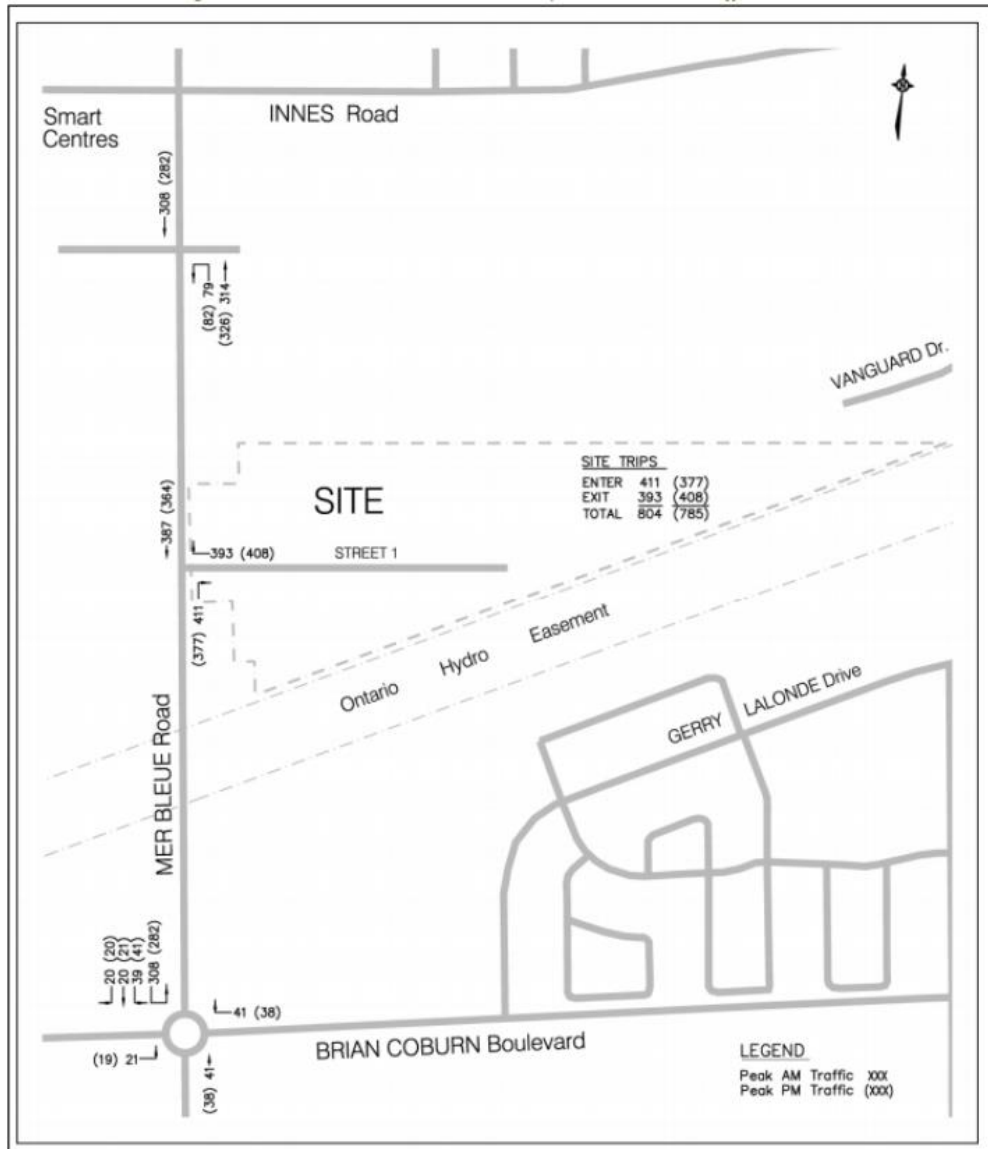 INNES Road
Smart
Centres
308 (282)
(82) 79
(326) 314
VANGUARD Dr.
SITE TRIPS
ENTER 411 (377)
EXIT 393 (408)
TOTAL 804 (785)
SITE
387 (364)
393 (408)
STREET 1
(377) 411
Ontario Hydro Easement
GERRY LALONDE Drive
MER BLEUE Road
20 (20)
20 (21)
39 (41)
308 (282)
41 (38)
(19) 21
(38) 41
BRIAN COBURN Boulevard
LEGEND
Peak AM Traffic XXX
Peak PM Traffic (XXX)